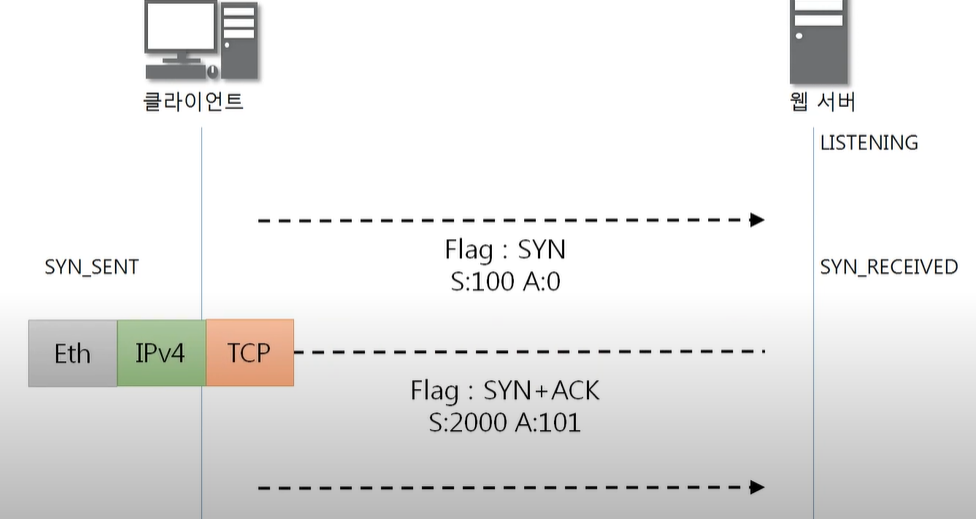 클라이언트
웹 서버
LISTENING
Flag : SYN
S:100 A:0
SYN_SENT
SYN_RECEIVED
Eth
IPv4
TCP
Flag : SYN+ACK
S:2000 A:101